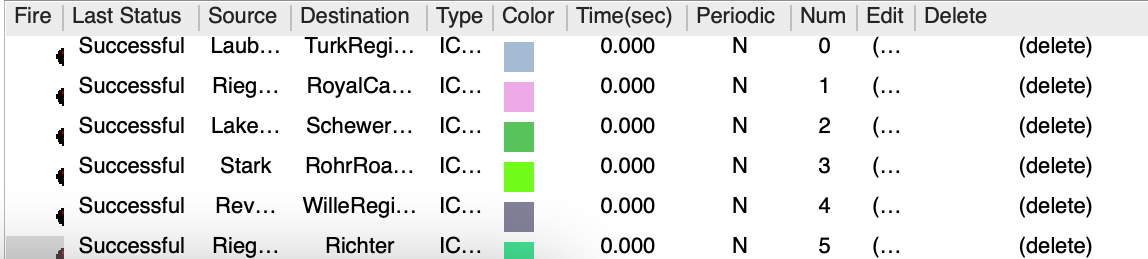 Fire Last Status Source Destination Type Color Time(sec) Periodic Num Edit Delete
Successful Laub... TurkRegi... IC... 0.000 N 0 (... (delete)
Successful Rieg... RoyalCa... IC... 0.000 N 1 (... (delete)
Successful Lake... Schewer... IC... 0.000 N 2 (... (delete)
Successful Stark RohrRoa... IC... 0.000 N 3 (... (delete)
Successful Rev... WilleRegi... IC... 0.000 N 4 (... (delete)
Successful Rieg... Richter IC... 0.000 N 5 (... (delete)